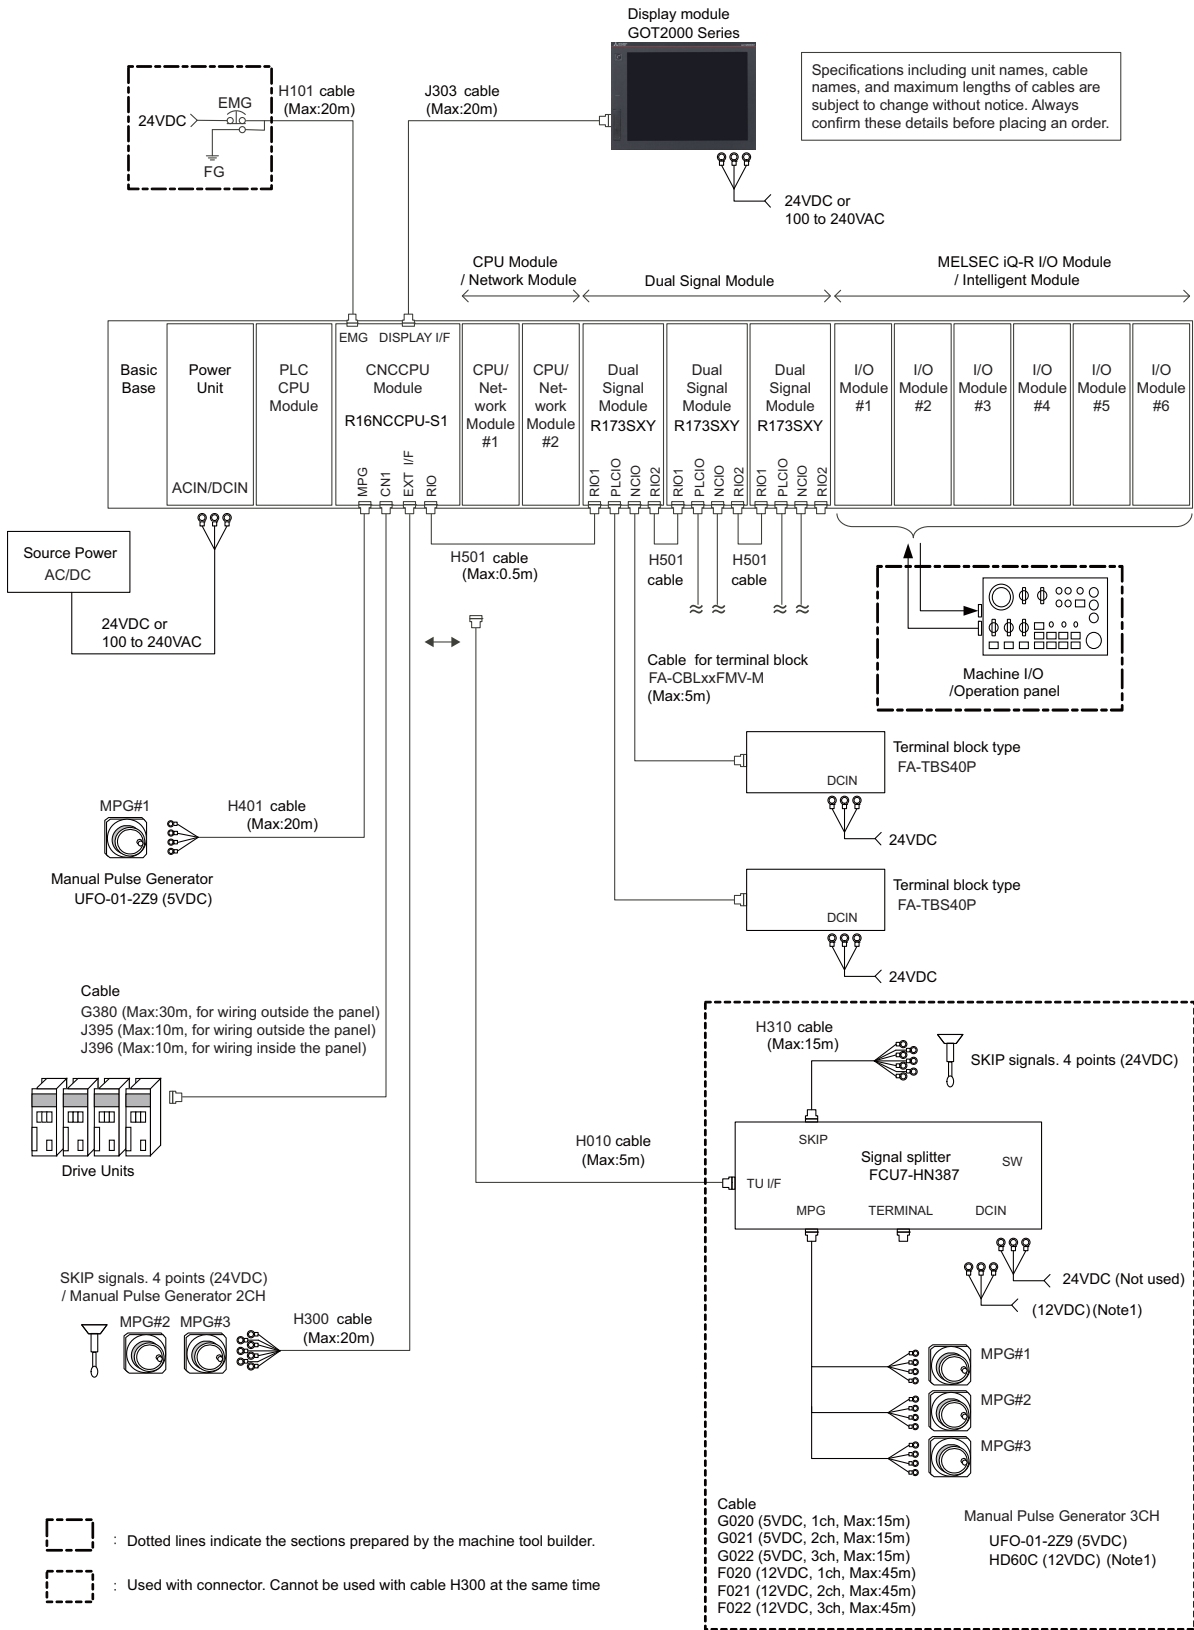 Display module
GOT2000 Series
Specifications including unit names, cable
names, and maximum lengths of cables are
subject to change without notice. Always
confirm these details before placing an order.
H101 cable
(Max:20m)
J303 cable
(Max:20m)
EMG
24VDC
FG
24VDC or
100 to 240VAC
CPU Module
/ Network Module
Dual Signal Module
MELSEC iQ-R I/O Module
/ Intelligent Module
EMG
DISPLAY I/F
Basic
Base
Power
Unit
ACIN/DCIN
PLC
CPU
Module
CNCCPU
Module
R16NCCPU-S1
MPG
CN1
EXT I/F
RIO
CPU/
Net-
work
Module
#1
CPU/
Net-
work
Module
#2
Dual
Signal
Module
R173SXY
RIO1
PLCIO
NCIO
RIO2
Dual
Signal
Module
R173SXY
RIO1
PLCIO
NCIO
RIO2
Dual
Signal
Module
R173SXY
RIO1
PLCIO
NCIO
RIO2
I/O
Module
#1
I/O
Module
#2
I/O
Module
#3
I/O
Module
#4
I/O
Module
#5
I/O
Module
#6
Source Power
AC/DC
24VDC or
100 to 240VAC
H501 cable
(Max:0.5m)
H501
cable
H501
cable
Machine I/O
/Operation panel
Cable for terminal block
FA-CBLxxFMV-M
(Max:5m)
DCIN
Terminal block type
FA-TBS40P
24VDC
DCIN
Terminal block type
FA-TBS40P
24VDC
MPG#1
H401 cable
(Max:20m)
Manual Pulse Generator
UFO-01-2Z9 (5VDC)
Cable
G380 (Max:30m, for wiring outside the panel)
J395 (Max:10m, for wiring outside the panel)
J396 (Max:10m, for wiring inside the panel)
Drive Units
H310 cable
(Max:15m)
SKIP signals. 4 points (24VDC)
H010 cable
(Max:5m)
SKIP
Signal splitter
FCU7-HN387
SW
TU I/F
MPG
TERMINAL
DCIN
24VDC (Not used)
(12VDC) (Note1)
SKIP signals. 4 points (24VDC)
/ Manual Pulse Generator 2CH
MPG#2
MPG#3
H300 cable
(Max:20m)
MPG#1
MPG#2
MPG#3
Cable
G020 (5VDC, 1ch, Max:15m)
G021 (5VDC, 2ch, Max:15m)
G022 (5VDC, 3ch, Max:15m)
F020 (12VDC, 1ch, Max:45m)
F021 (12VDC, 2ch, Max:45m)
F022 (12VDC, 3ch, Max:45m)
Manual Pulse Generator 3CH
UFO-01-2Z9 (5VDC)
HD60C (12VDC) (Note1)
: Dotted lines indicate the sections prepared by the machine tool builder.
: Used with connector. Cannot be used with cable H300 at the same time